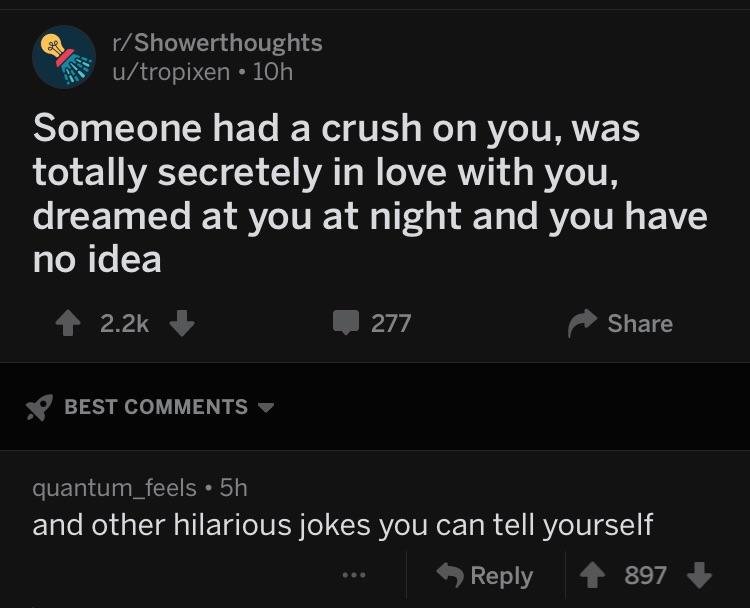 r/Showerthoughts
u/tropixen • 10h
Someone had a crush on you, was
totally secretely in love with you,
dreamed at you at night and you have
no idea
2.2k 277 Share
BEST COMMENTS
quantum_feels • 5h
and other hilarious jokes you can tell yourself
... Reply 897